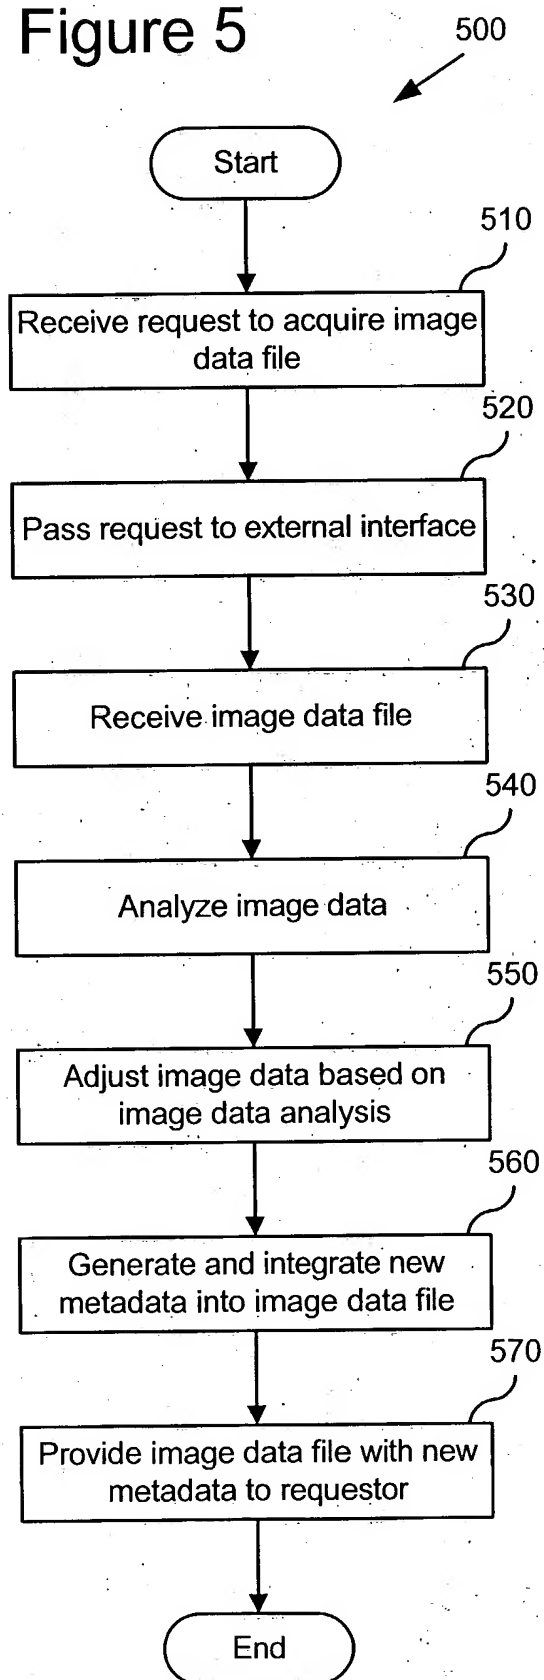 Figure 5
500
Start
510
Receive request to acquire image
data file
520
Pass request to external interface
530
Receive image data file
540
Analyze image data
550
Adjust image data based on
image data analysis
560
Generate and integrate new
metadata into image data file
570
Provide image data file with new
metadata to requestor
End